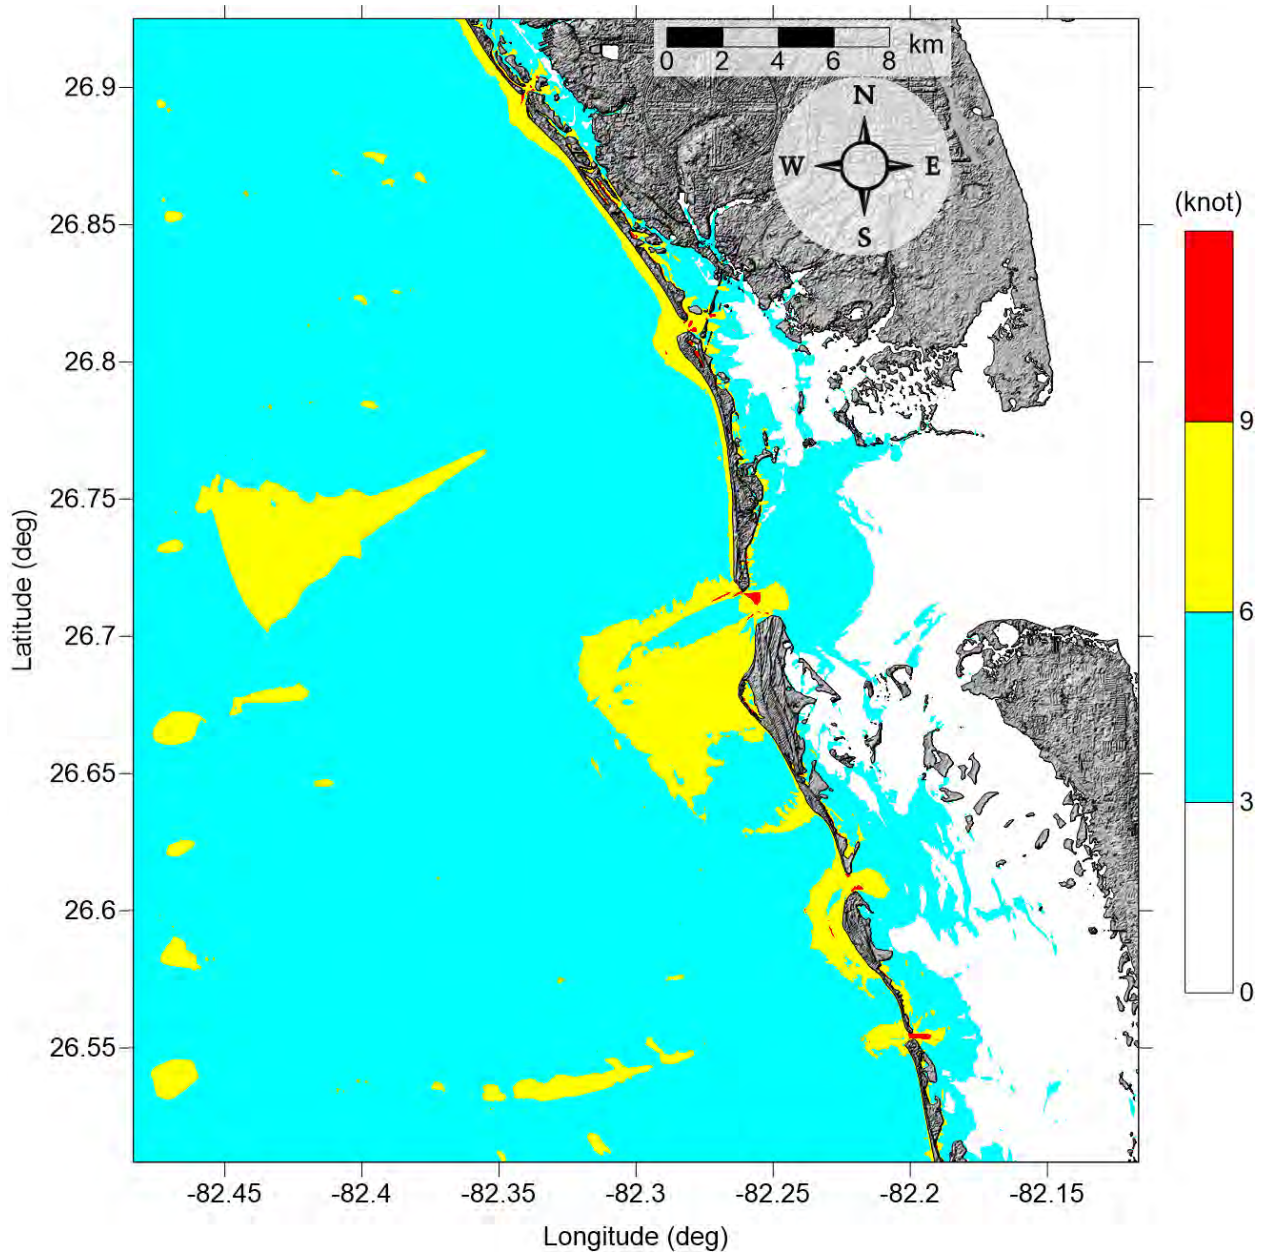 0 2 4 6 8 km
N
W E
S
(knot)
9
6
3
0
26.9
26.85
26.8
26.75
26.7
26.65
26.6
26.55
Latitude (deg)
-82.45 -82.4 -82.35 -82.3 -82.25 -82.2 -82.15
Longitude (deg)